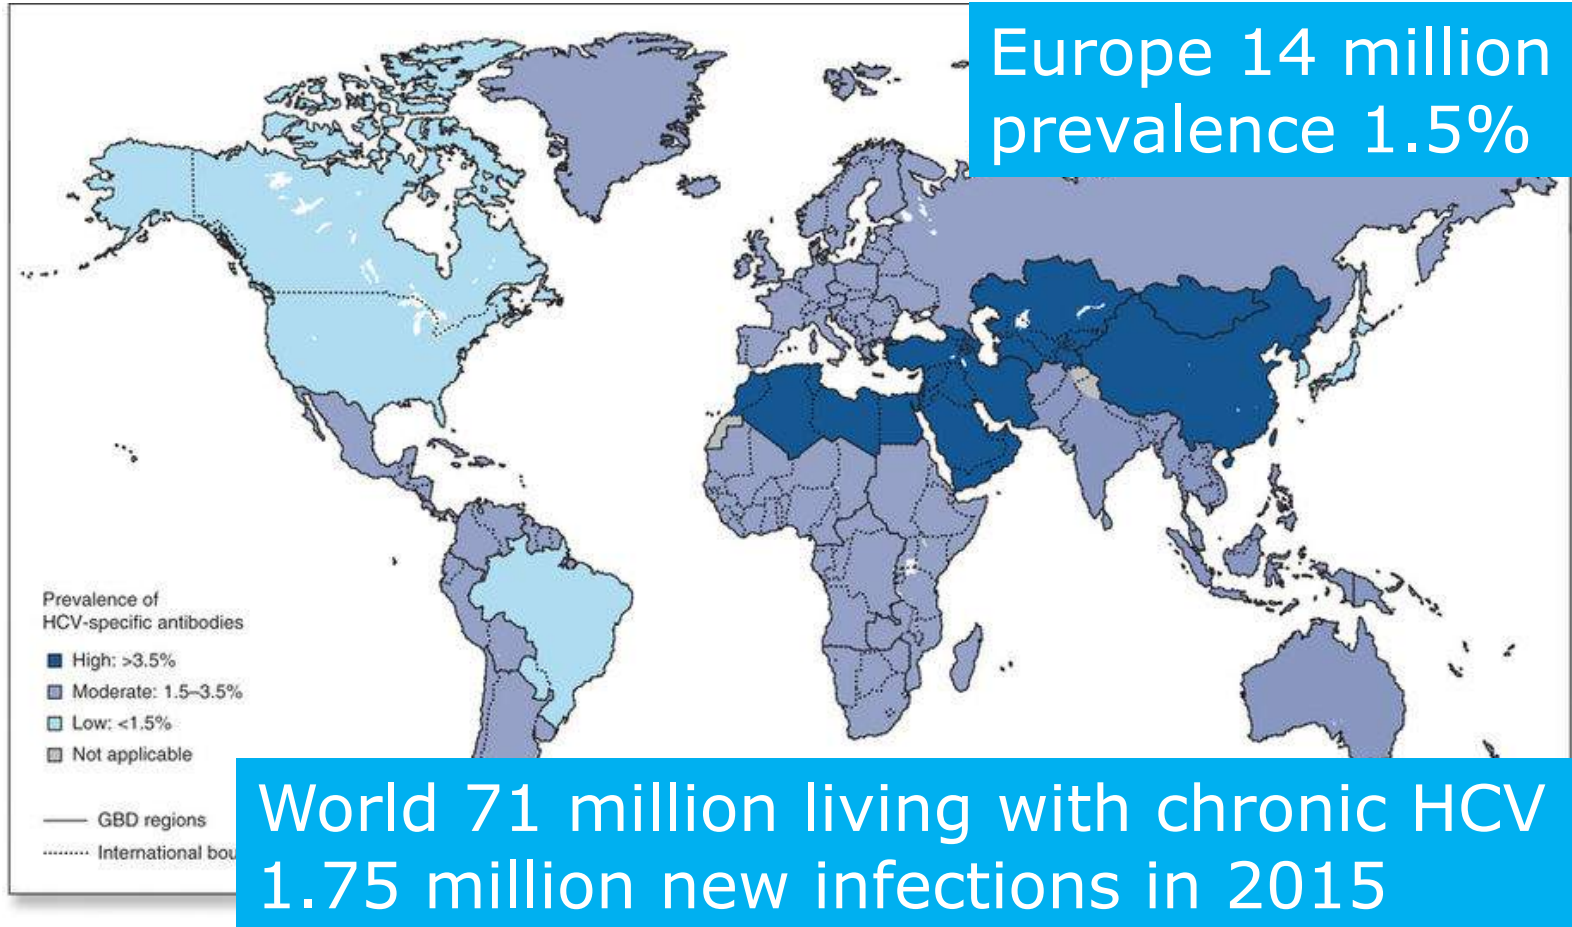 Europe 14 million
prevalence 1.5%
Prevalence of
HCV-specific antibodies
High: >3.5%
Moderate: 1.5–3.5%
Low: <1.5%
Not applicable
GBD regions
International bou
World 71 million living with chronic HCV
1.75 million new infections in 2015